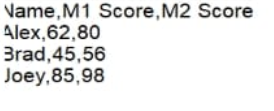 Name,M1 Score,M2 Score
Alex,62,80
Brad,45,56
Joey,85,98